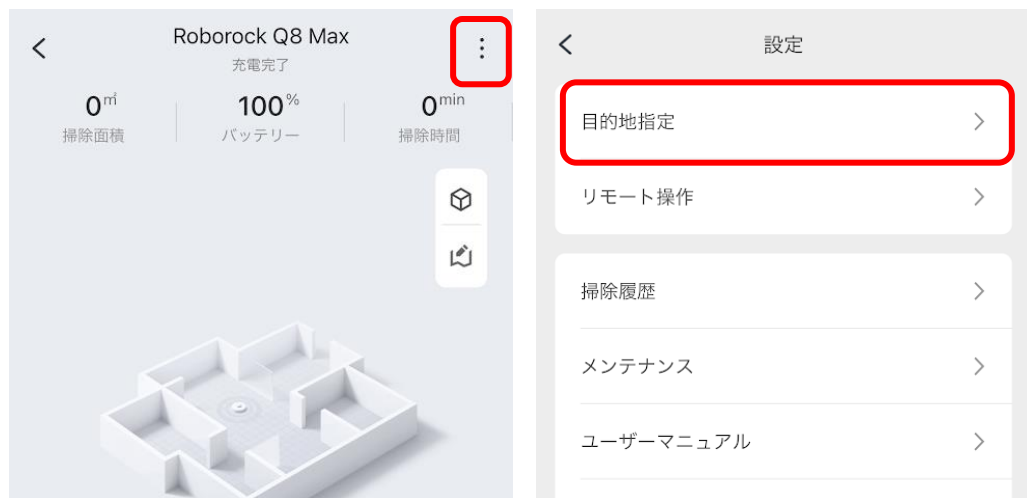 Roborock Q8 Max
充電完了
0㎡
100%
0min
掃除面積
バッテリー
掃除時間
設定
目的地指定
リモート操作
掃除履歴
メンテナンス
ユーザーマニュアル